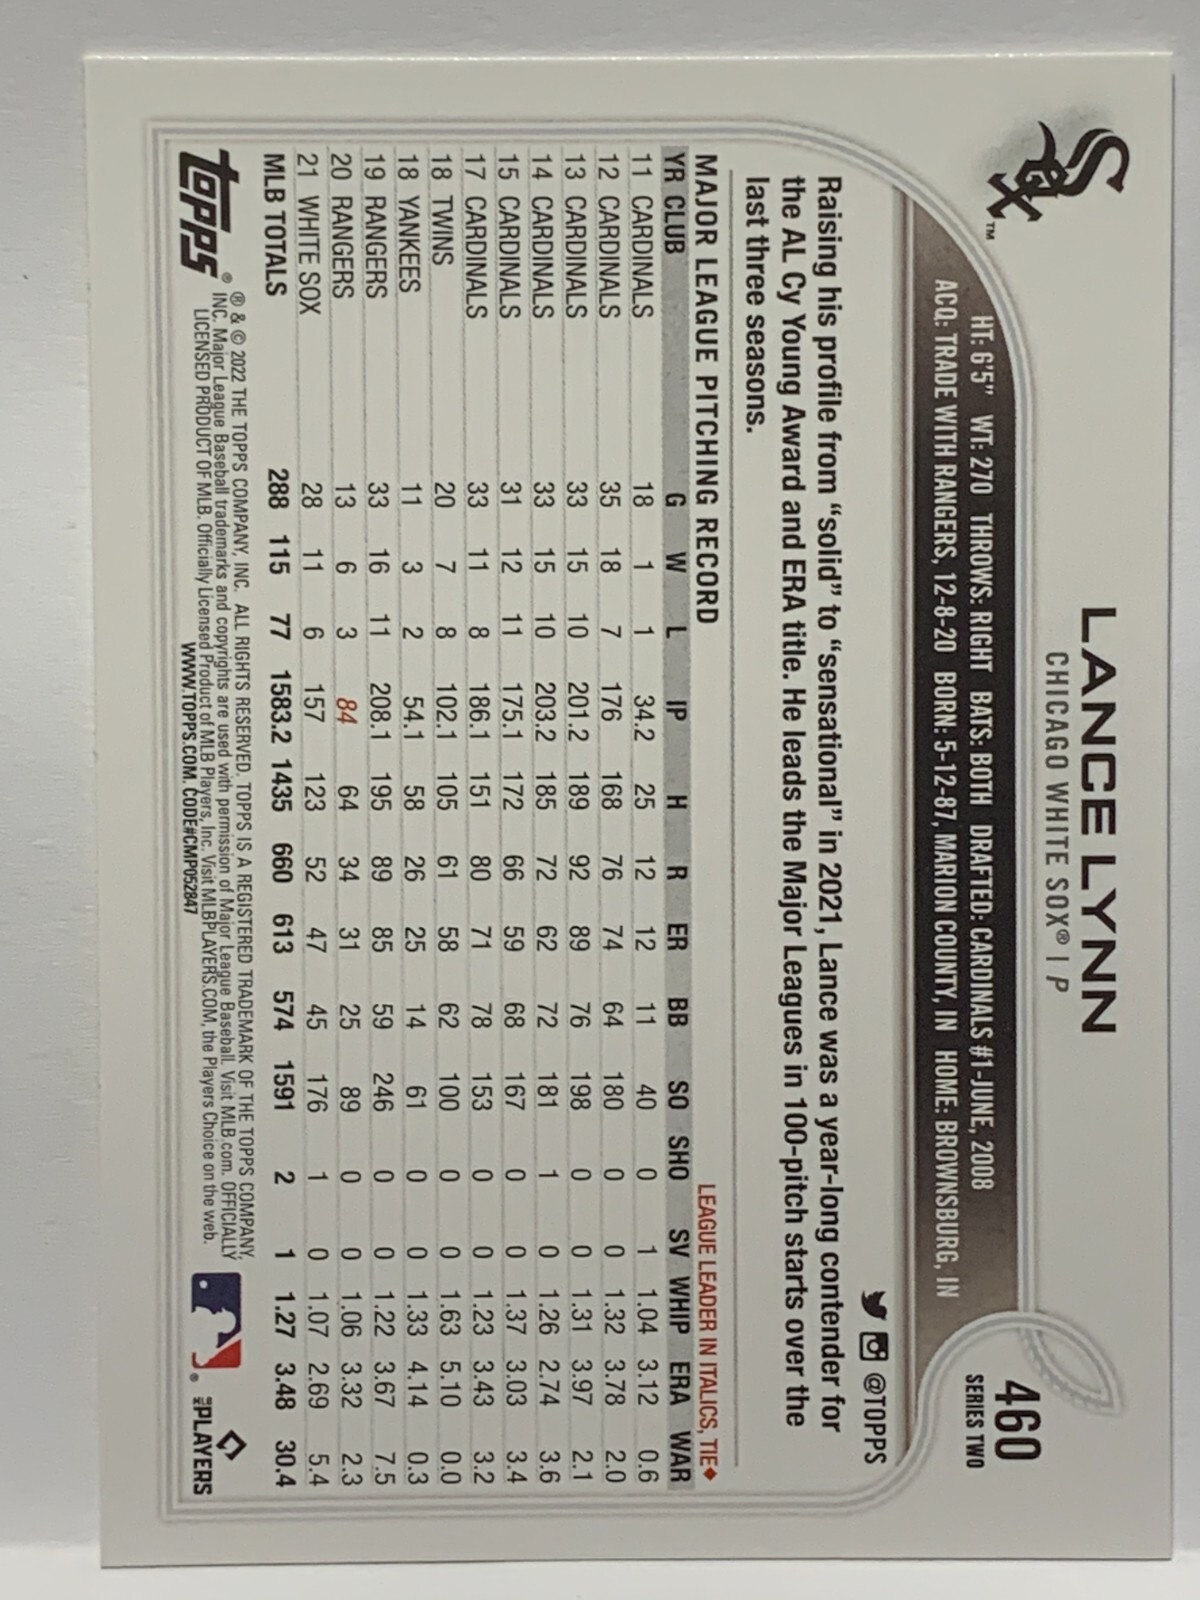 LANCE LYNN
CHICAGO WHITE SOX® | P
460
SERIES TWO
Sox
™
HT: 6'5" WT: 270 THROWS: RIGHT BATS: BOTH DRAFTED: CARDINALS #1-JUNE, 2008
ACQ: TRADE WITH RANGERS, 12-8-20 BORN: 5-12-87, MARION COUNTY, IN HOME: BROWNSBURG, IN
@TOPPS
Raising his profile from “solid” to “sensational” in 2021, Lance was a year-long contender for
the AL Cy Young Award and ERA title. He leads the Major Leagues in 100-pitch starts over the
last three seasons.
MAJOR LEAGUE PITCHING RECORD
LEAGUE LEADER IN ITALICS, TIE♦
YR CLUB G W L IP H R ER BB SO SHO SV WHIP ERA WAR
11 CARDINALS 18 1 1 34.2 25 12 12 11 40 0 1 1.04 3.12 0.6
12 CARDINALS 35 18 7 176 168 76 74 64 180 0 0 1.32 3.78 2.0
13 CARDINALS 33 15 10 201.2 189 92 89 76 198 0 0 1.31 3.97 2.1
14 CARDINALS 33 15 10 203.2 185 72 62 72 181 1 0 1.26 2.74 3.6
15 CARDINALS 31 12 11 175.1 172 66 59 68 167 0 0 1.37 3.03 3.4
17 CARDINALS 33 11 8 186.1 151 80 71 78 153 0 0 1.23 3.43 3.2
18 TWINS 20 7 8 102.1 105 61 58 62 100 0 0 1.63 5.10 0.0
18 YANKEES 11 3 2 54.1 58 26 25 14 61 0 0 1.33 4.14 0.3
19 RANGERS 33 16 11 208.1 195 89 85 59 246 0 0 1.22 3.67 7.5
20 RANGERS 13 6 3 84 64 34 31 25 89 0 0 1.06 3.32 2.3
21 WHITE SOX 28 11 6 157 123 52 47 45 176 1 0 1.07 2.69 5.4
MLB TOTALS 288 115 77 1583.2 1435 660 613 574 1591 2 1 1.27 3.48 30.4
topps®
® & © 2022 THE TOPPS COMPANY, INC. ALL RIGHTS RESERVED. TOPPS IS A REGISTERED TRADEMARK OF THE TOPPS COMPANY,
INC. Major League Baseball trademarks and copyrights are used with permission of Major League Baseball. Visit MLB.com. OFFICIALLY
LICENSED PRODUCT OF MLB. Officially Licensed Product of MLB Players, Inc. Visit MLBPLAYERS.COM, the Players Choice on the web.
WWW.TOPPS.COM. CODE#CMP052847
®
MLB PLAYERS